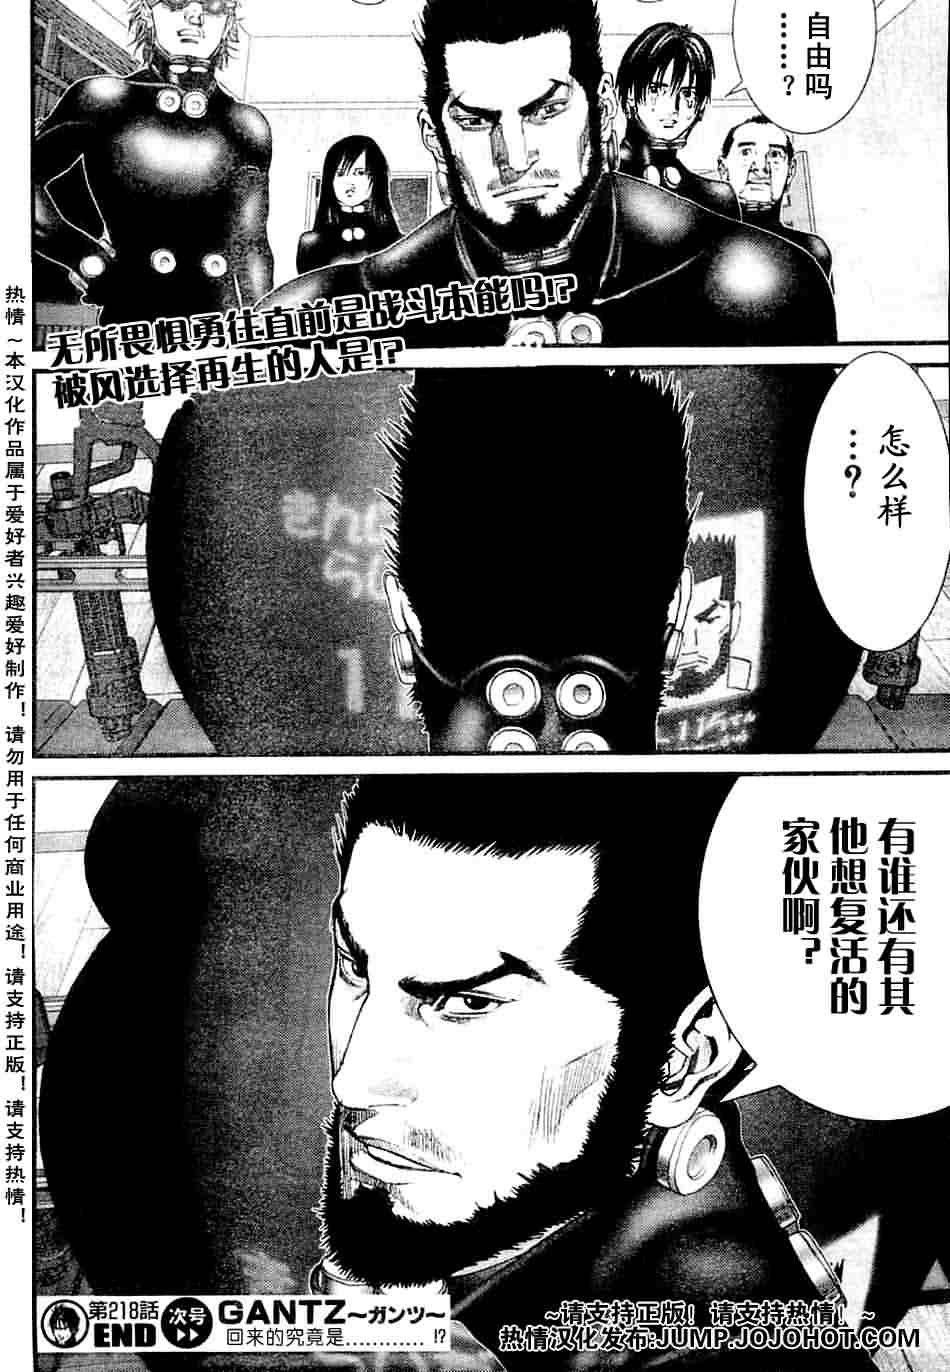 自由吗
……?
无所畏惧勇往直前是战斗本能吗!?
被风选择再生的人是!?
怎么样
…?
115てん
有谁还有其
他想复活的
家伙啊?
热情~本汉化作品属于爱好者兴趣爱好制作!请勿用于任何商业用途!请支持正版!请支持热情!
第218話
END
次号
GANTZ~ガンツ~
回来的究竟是…………!?
~请支持正版!请支持热情!~
热情汉化发布:JUMP.JOJOHOT.COM